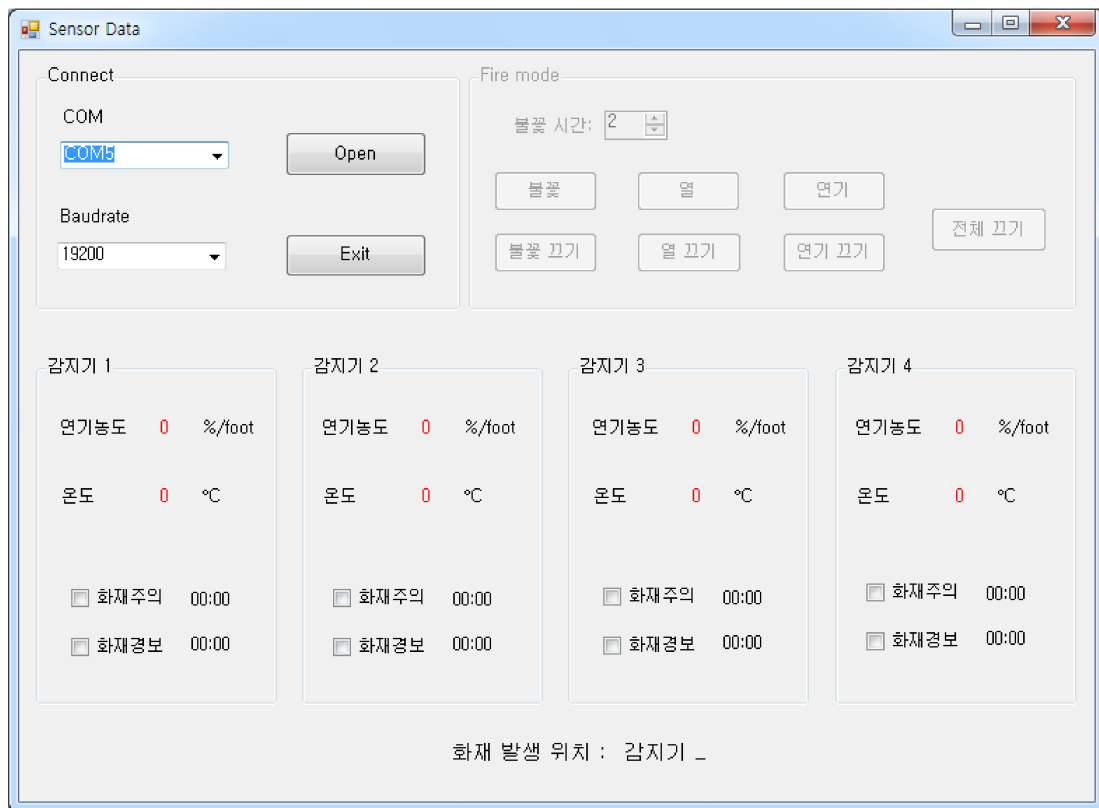 Sensor Data
Connect
COM
COM5
Open
Baudrate
19200
Exit
Fire mode
불꽃 시간: 2
불꽃 열 연기
전체 끄기
불꽃 끄기 열 끄기 연기 끄기
감지기 1
연기농도 0 %/foot
온도 0 ℃
화재주의 00:00
화재경보 00:00
감지기 2
연기농도 0 %/foot
온도 0 ℃
화재주의 00:00
화재경보 00:00
감지기 3
연기농도 0 %/foot
온도 0 ℃
화재주의 00:00
화재경보 00:00
감지기 4
연기농도 0 %/foot
온도 0 ℃
화재주의 00:00
화재경보 00:00
화재 발생 위치 : 감지기 _